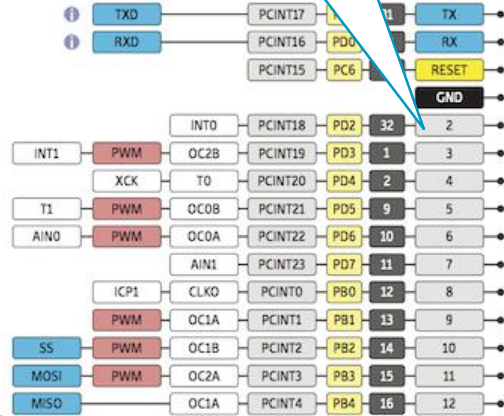 TXD PCINT17 TX
RXD PCINT16 RX
PCINT15 PC6 RESET
GND
INT0 PCINT18 PD2 32 2
INT1 PWM OC2B PCINT19 PD3 1 3
XCK T0 PCINT20 PD4 2 4
T1 PWM OC0B PCINT21 PD5 9 5
AIN0 PWM OC0A PCINT22 PD6 10 6
AIN1 PCINT23 PD7 11 7
ICP1 CLKO PCINT0 PB0 12 8
PWM OC1A PCINT1 PB1 13 9
SS PWM OC1B PCINT2 PB2 14 10
MOSI PWM OC2A PCINT3 PB3 15 11
MISO OC1A PCINT4 PB4 16 12